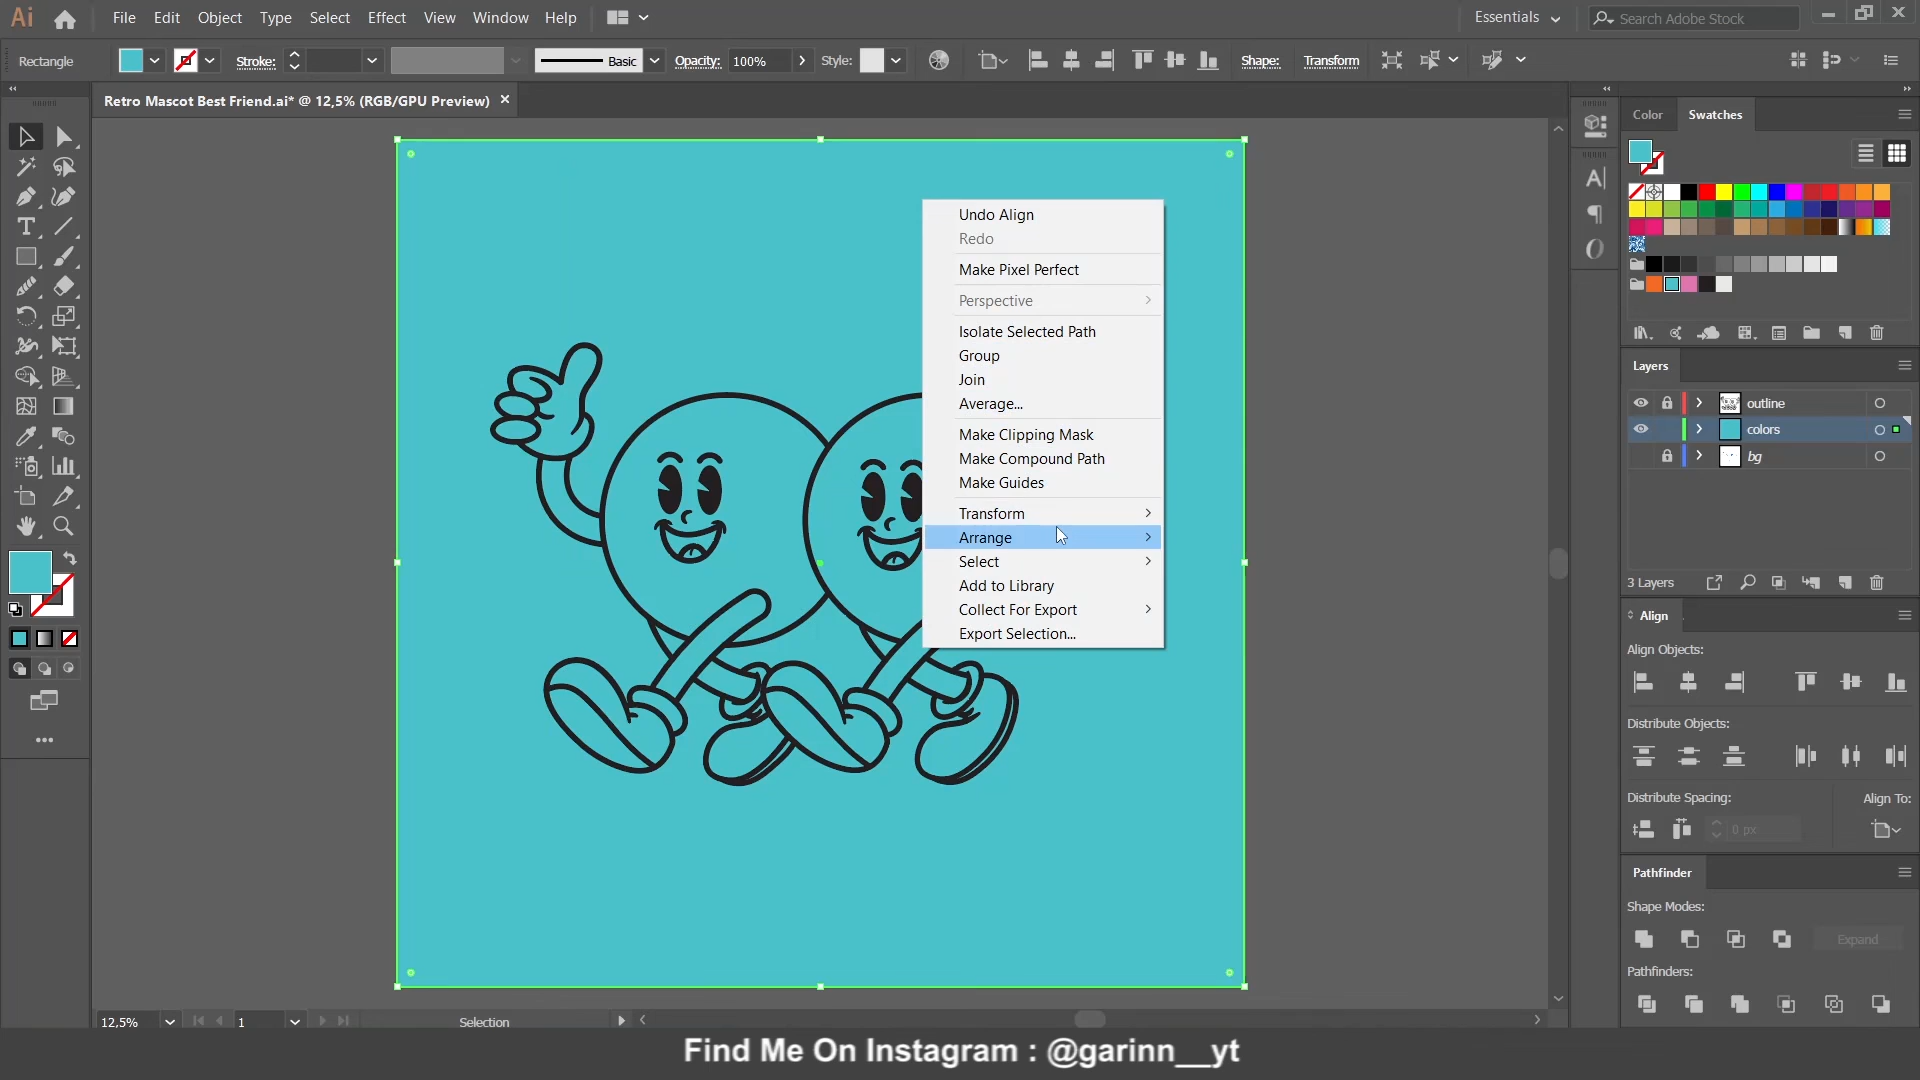 Ai File Edit Object Type Select Effect View Window Help Essentials Search Adobe Stock
Rectangle Stroke: Basic Opacity: 100% Style: Shape: Transform
Retro Mascot Best Friend.ai* @ 12,5% (RGB/GPU Preview)
Color Swatches
Undo Align
Redo
Make Pixel Perfect
Perspective
Isolate Selected Path
Group
Join
Average...
Make Clipping Mask
Make Compound Path
Make Guides
Transform
Arrange
Select
Add to Library
Collect For Export
Export Selection...
Layers
outline
colors
bg
3 Layers
Align
Align Objects:
Distribute Objects:
Distribute Spacing: Align To:
0 px
Pathfinder
Shape Modes:
Expand
Pathfinders:
12,5% 1 Selection
Find Me On Instagram : @garinn__yt